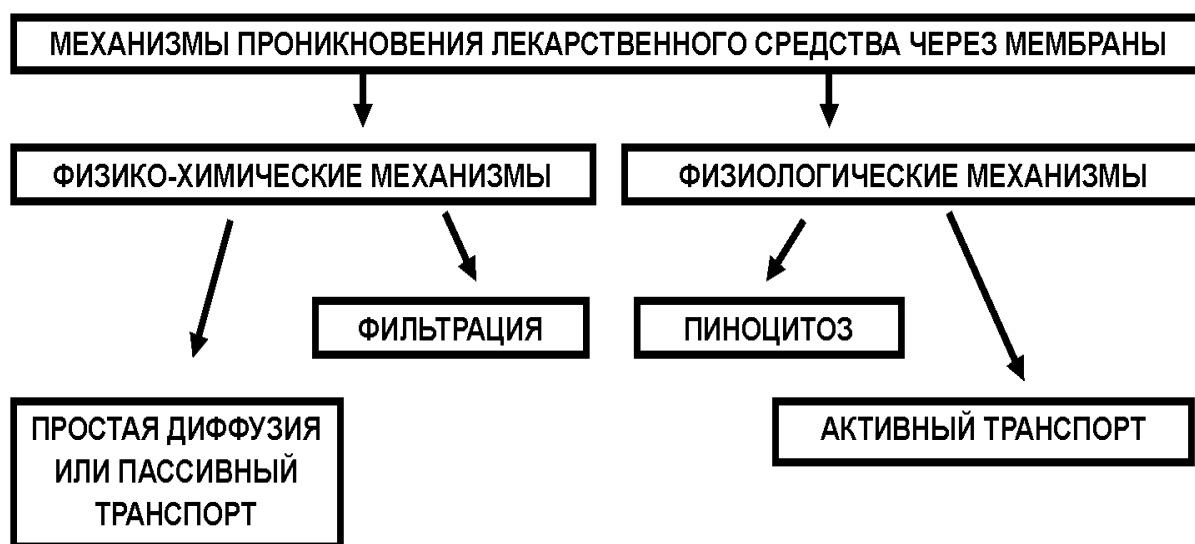 МЕХАНИЗМЫ ПРОНИКНОВЕНИЯ ЛЕКАРСТВЕННОГО СРЕДСТВА ЧЕРЕЗ МЕМБРАНЫ
ФИЗИКО-ХИМИЧЕСКИЕ МЕХАНИЗМЫ
ФИЗИОЛОГИЧЕСКИЕ МЕХАНИЗМЫ
ФИЛЬТРАЦИЯ
ПИНОЦИТОЗ
ПРОСТАЯ ДИФФУЗИЯ
ИЛИ ПАССИВНЫЙ
ТРАНСПОРТ
АКТИВНЫЙ ТРАНСПОРТ